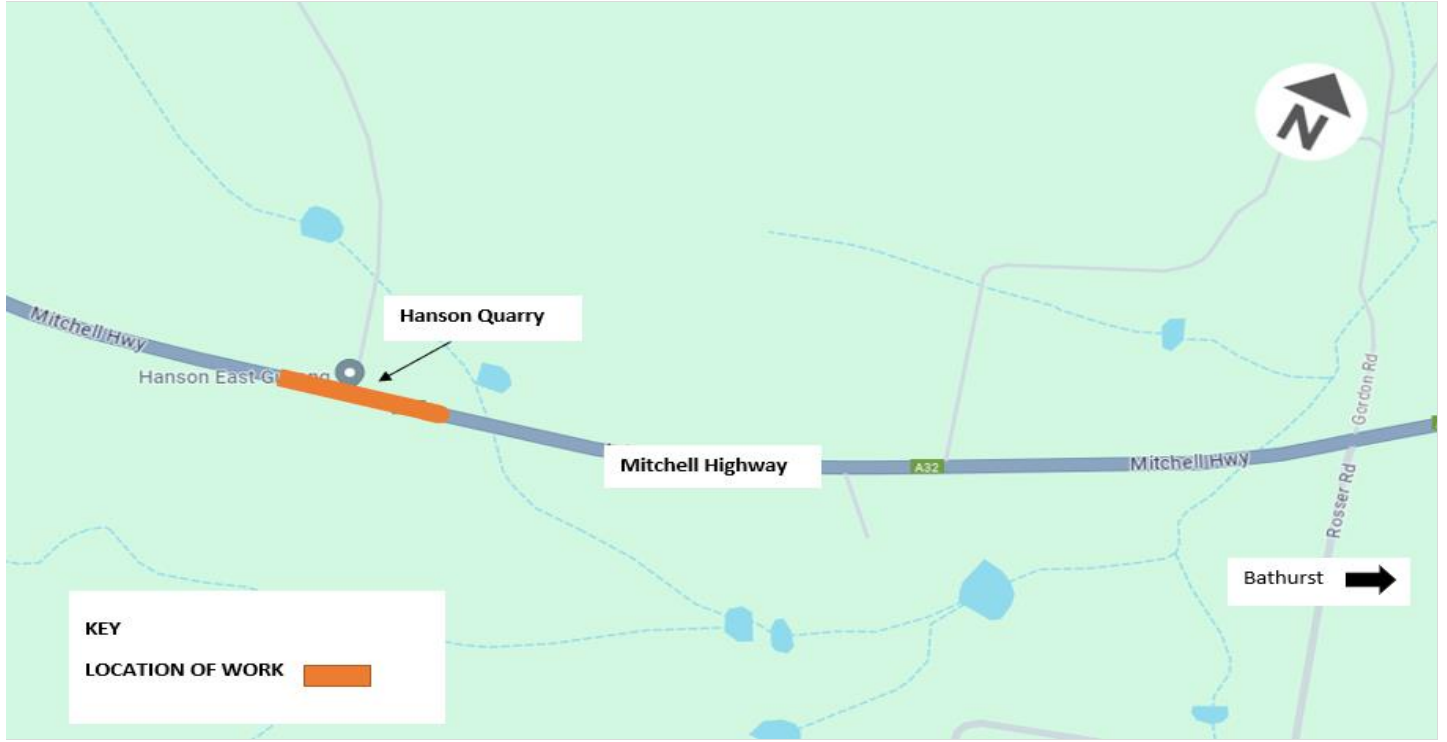 N
Mitchell Hwy
Hanson Quarry
Hanson East G
ng
Mitchell Highway
A32
Mitchell Hwy
Gordon Rd
Rosser Rd
Bathurst
KEY
LOCATION OF WORK